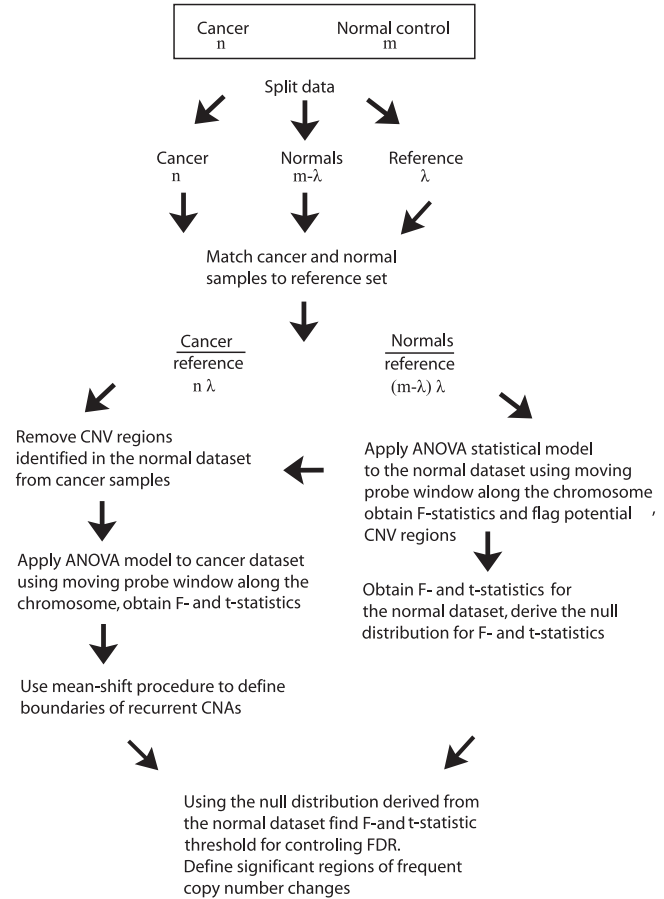 Cancer
n
Normal control
m
Split data
Cancer
n
Normals
m-λ
Reference
λ
Match cancer and normal
samples to reference set
Cancer
reference
n λ
Normals
reference
(m-λ) λ
Remove CNV regions
identified in the normal dataset
from cancer samples
Apply ANOVA statistical model
to the normal dataset using moving
probe window along the chromosome
obtain F-statistics and flag potential ,
CNV regions
Apply ANOVA model to cancer dataset
using moving probe window along the
chromosome, obtain F- and t-statistics
Obtain F- and t-statistics for
the normal dataset, derive the null
distribution for F- and t-statistics
Use mean-shift procedure to define
boundaries of recurrent CNAs
Using the null distribution derived from
the normal dataset find F-and t-statistic
threshold for controling FDR.
Define significant regions of frequent
copy number changes